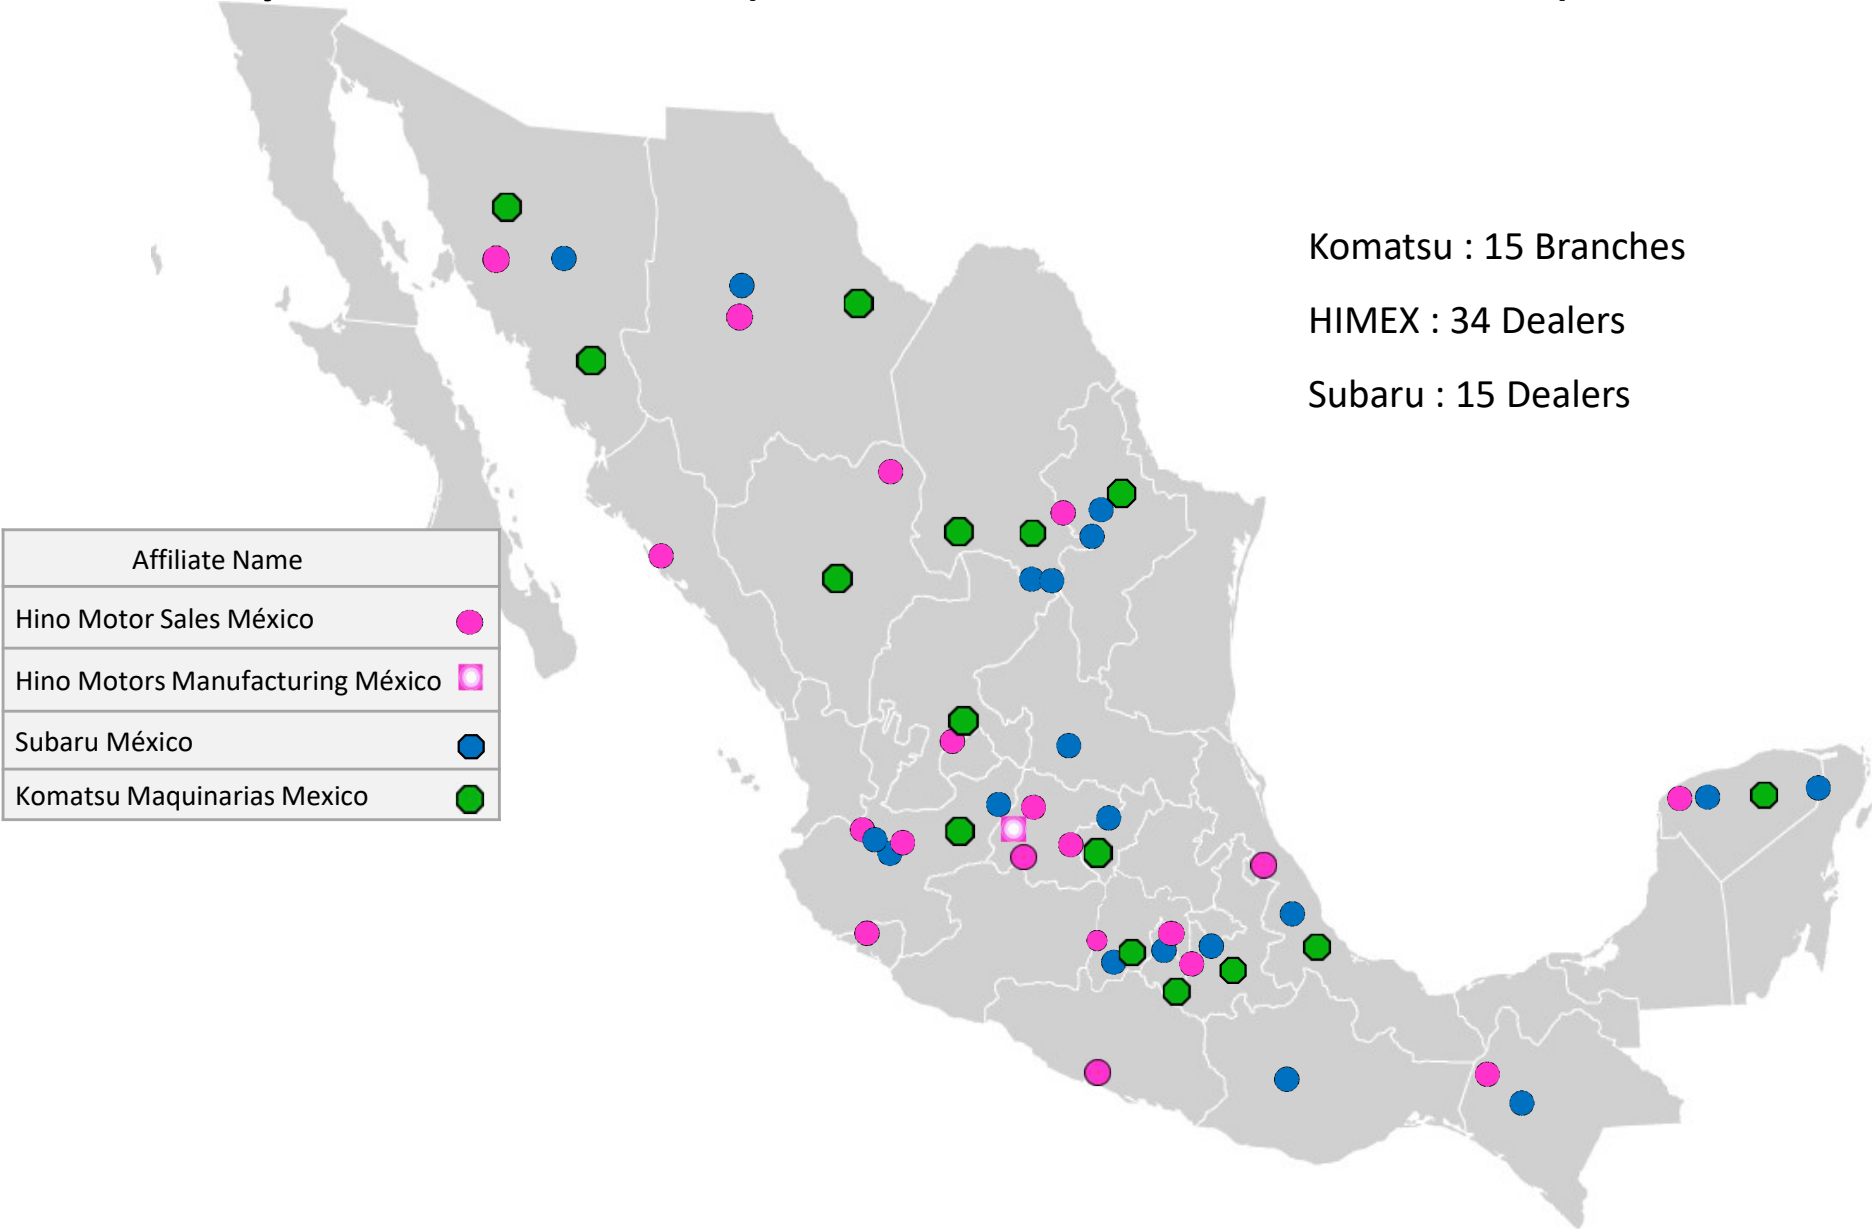 Komatsu : 15 Branches
HIMEX : 34 Dealers
Subaru : 15 Dealers
Affiliate Name
Hino Motor Sales México
Hino Motors Manufacturing México
Subaru México
Komatsu Maquinarias Mexico